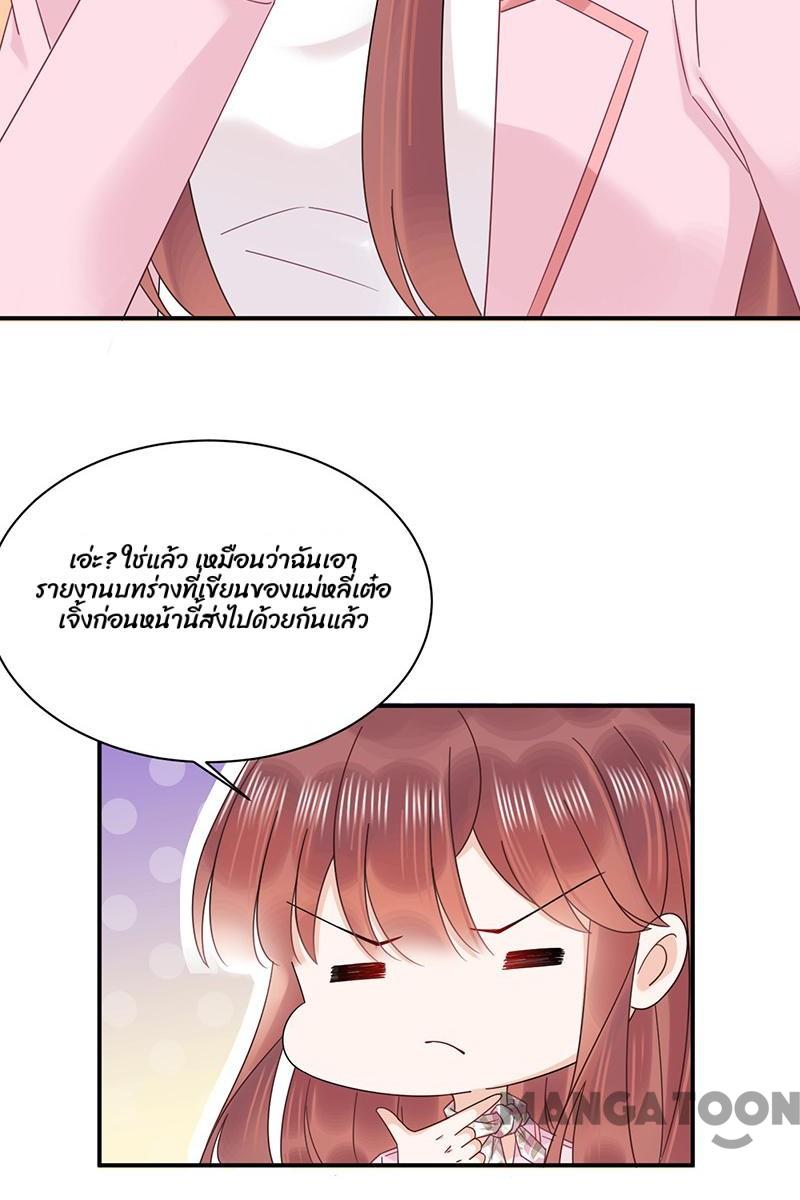 เอ่ะ? ใช่แล้ว เหมือนว่าฉันเอา
รายงานบทร่างที่เขียนของแม่หลี่เต๋อ
เจิ้งก่อนหน้านี้ส่งไปด้วยกันแล้ว
MANGATOON